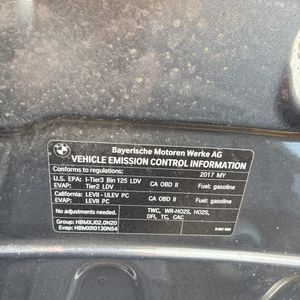 BMW
Bayerische Motoren Werke AG
VEHICLE EMISSION CONTROL INFORMATION
Conforms to regulations: 2017 MY
U.S. EPA: I-Tier3 Bin 125 LDV CA OBD II Fuel: gasoline
EVAP: Tier2 LDV
California: LEVII - ULEV PC CA OBD II Fuel: gasoline
EVAP: LEVII PC
No adjustments needed. TWC, WR-HO2S, HO2S,
DFI, TC, CAC
Group: HBMXJ02.0N20
Evap: HBMXR0130N54